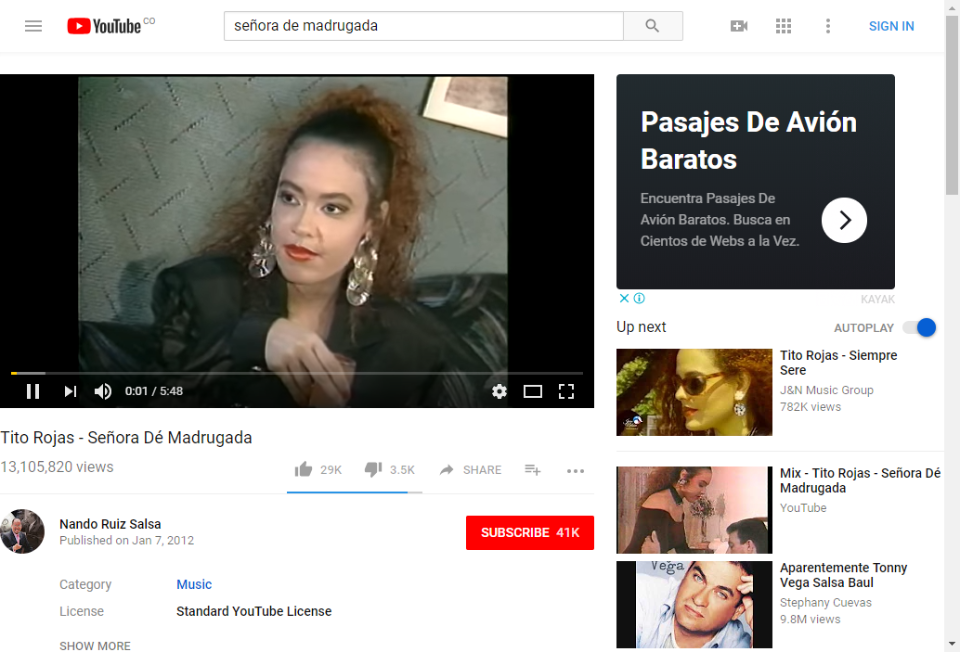 YouTube CO
señora de madrugada
SIGN IN
0:01 / 5:48
Tito Rojas - Señora Dé Madrugada
13,105,820 views
29K
3.5K
SHARE
Nando Ruiz Salsa
Published on Jan 7, 2012
SUBSCRIBE 41K
Category
Music
License
Standard YouTube License
SHOW MORE
Pasajes De Avión
Baratos
Encuentra Pasajes De
Avión Baratos. Busca en
Cientos de Webs a la Vez.
KAYAK
Up next
AUTOPLAY
Tito Rojas - Siempre
Sere
J&N Music Group
782K views
Mix - Tito Rojas - Señora Dé
Madrugada
YouTube
Vega
Aparentemente Tonny
Vega Salsa Baul
Stephany Cuevas
9.8M views